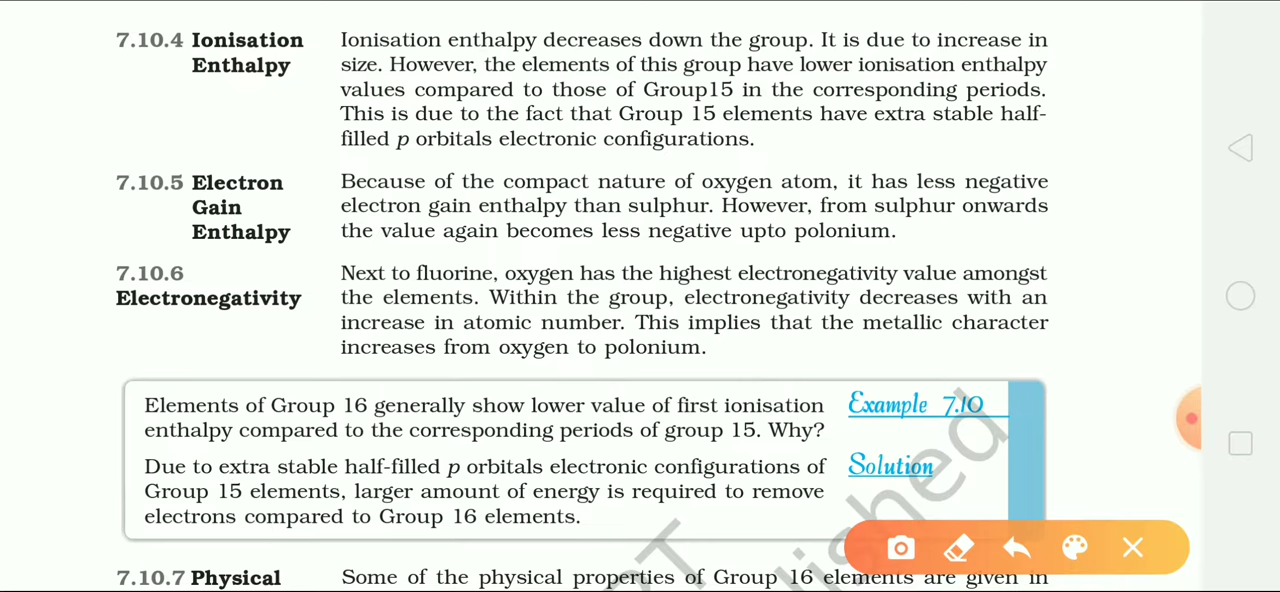 7.10.4 Ionisation Enthalpy
Ionisation enthalpy decreases down the group. It is due to increase in
size. However, the elements of this group have lower ionisation enthalpy
values compared to those of Group15 in the corresponding periods.
This is due to the fact that Group 15 elements have extra stable half-
filled p orbitals electronic configurations.
7.10.5 Electron
Gain
Enthalpy
Because of the compact nature of oxygen atom, it has less negative
electron gain enthalpy than sulphur. However, from sulphur onwards
the value again becomes less negative upto polonium.
7.10.6
Electronegativity
Next to fluorine, oxygen has the highest electronegativity value amongst
the elements. Within the group, electronegativity decreases with an
increase in atomic number. This implies that the metallic character
increases from oxygen to polonium.
Elements of Group 16 generally show lower value of first ionisation
enthalpy compared to the corresponding periods of group 15. Why?
Example 7.10
Due to extra stable half-filled p orbitals electronic configurations of
Group 15 elements, larger amount of energy is required to remove
electrons compared to Group 16 elements.
Solution
7.10.7 Physical
Some of the physical properties of Group 16 elements are given in